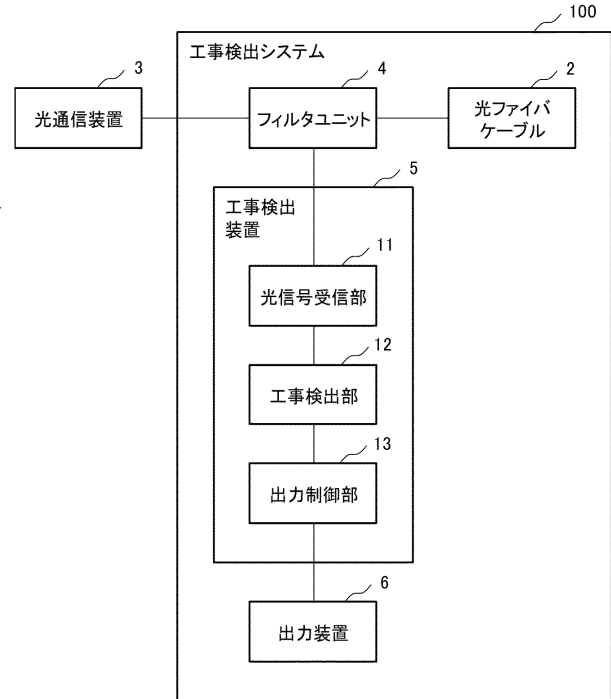 100
工事検出システム
3
4
2
光通信装置
フィルタユニット
光ファイバ
ケーブル
5
工事検出
装置
11
光信号受信部
12
工事検出部
13
出力制御部
6
出力装置